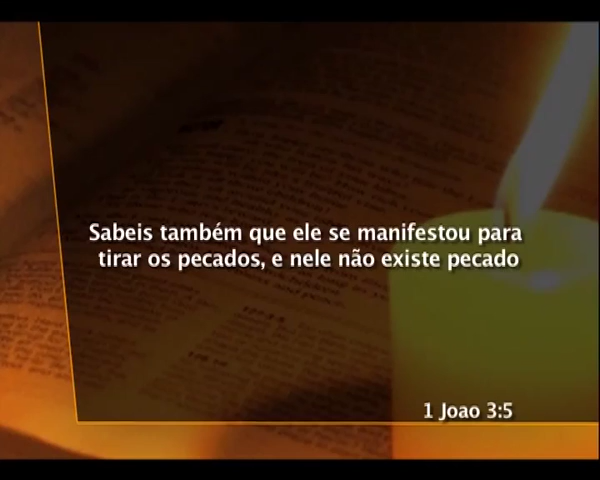 Sabeis também que ele se manifestou para
tirar os pecados, e nele não existe pecado
1 Joao 3:5